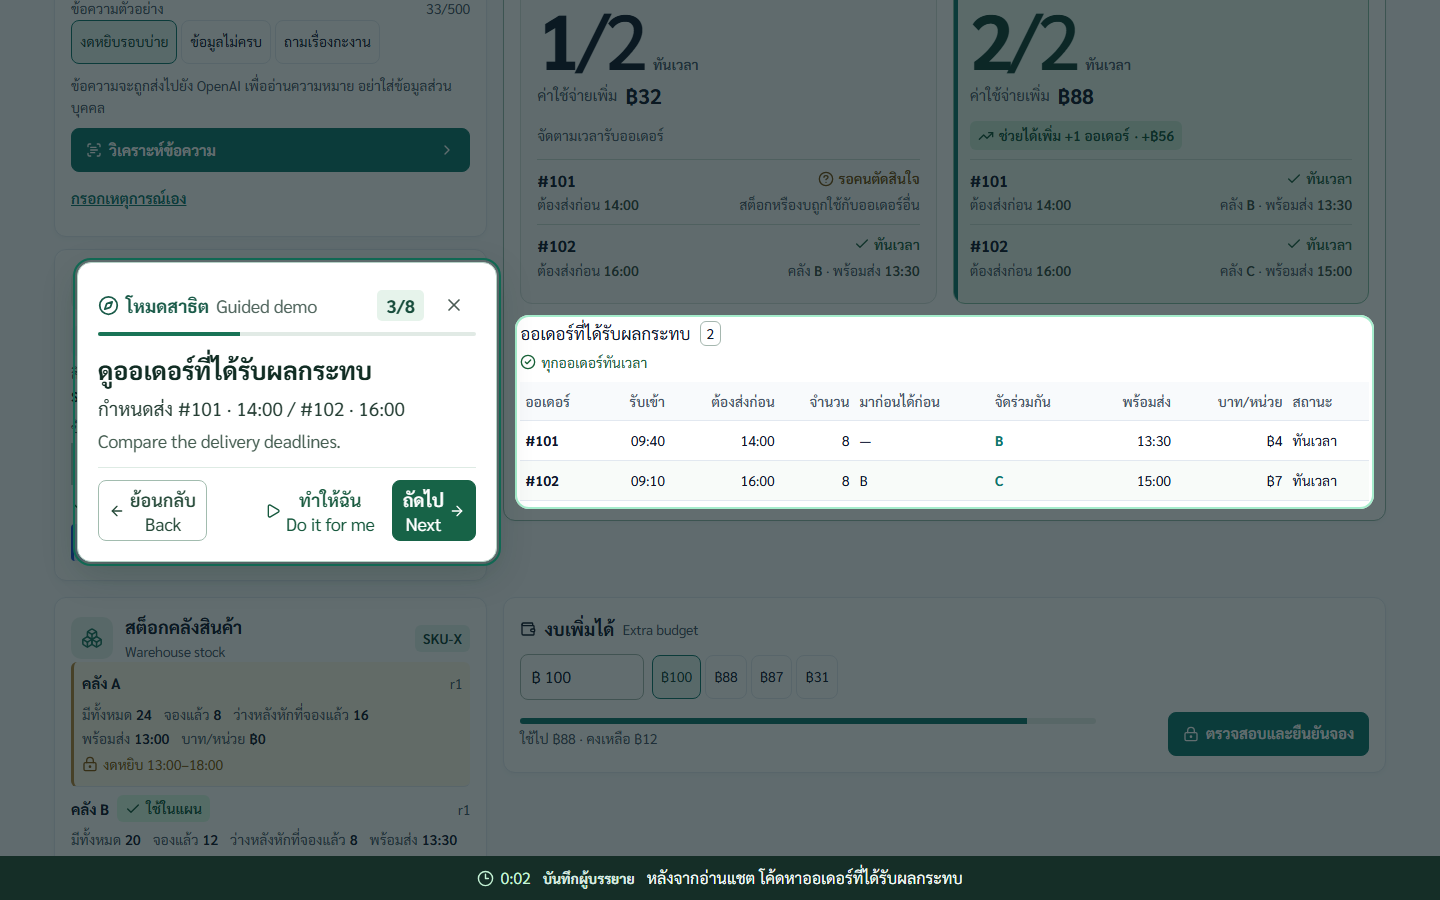 ข้อความตัวอย่าง 33/500
งดหยิบรอบบ่าย ข้อมูลไม่ครบ ถามเรื่องกะงาน
ข้อความจะถูกส่งไปยัง OpenAI เพื่ออ่านความหมาย อย่าใส่ข้อมูลส่วน
บุคคล
วิเคราะห์ข้อความ
กรอกเหตุการณ์เอง
1/2 ทันเวลา
ค่าใช้จ่ายเพิ่ม ฿32
จัดตามเวลารับออเดอร์
#101 รอคนตัดสินใจ
ต้องส่งก่อน 14:00 สต็อกหรืองบถูกใช้กับออเดอร์อื่น
#102 ทันเวลา
ต้องส่งก่อน 16:00 คลัง B · พร้อมส่ง 13:30
2/2 ทันเวลา
ค่าใช้จ่ายเพิ่ม ฿88
ช่วยได้เพิ่ม +1 ออเดอร์ · +฿56
#101 ทันเวลา
ต้องส่งก่อน 14:00 คลัง B · พร้อมส่ง 13:30
#102 ทันเวลา
ต้องส่งก่อน 16:00 คลัง C · พร้อมส่ง 15:00
โหมดสาธิต Guided demo 3/8
ดูออเดอร์ที่ได้รับผลกระทบ
กำหนดส่ง #101 · 14:00 / #102 · 16:00
Compare the delivery deadlines.
ย้อนกลับ
Back
ทำให้ฉัน
Do it for me
ถัดไป
Next
ออเดอร์ที่ได้รับผลกระทบ 2
ทุกออเดอร์ทันเวลา
ออเดอร์ รับเข้า ต้องส่งก่อน จำนวน มาก่อนได้ก่อน จัดร่วมกัน พร้อมส่ง บาท/หน่วย สถานะ
#101 09:40 14:00 8 — B 13:30 ฿4 ทันเวลา
#102 09:10 16:00 8 B C 15:00 ฿7 ทันเวลา
สต็อกคลังสินค้า
Warehouse stock
SKU-X
คลัง A r1
มีทั้งหมด 24 จองแล้ว 8 ว่างหลังหักที่จองแล้ว 16
พร้อมส่ง 13:00 บาท/หน่วย ฿0
งดหยิบ 13:00–18:00
คลัง B ใช้ในแผน r1
มีทั้งหมด 20 จองแล้ว 12 ว่างหลังหักที่จองแล้ว 8 พร้อมส่ง 13:30
งบเพิ่มได้ Extra budget
฿ 100 ฿100 ฿88 ฿87 ฿31
ใช้ไป ฿88 · คงเหลือ ฿12
ตรวจสอบและยืนยันจอง
0:02 บันทึกผู้บรรยาย หลังจากอ่านแชต โค้ดหาออเดอร์ที่ได้รับผลกระทบ